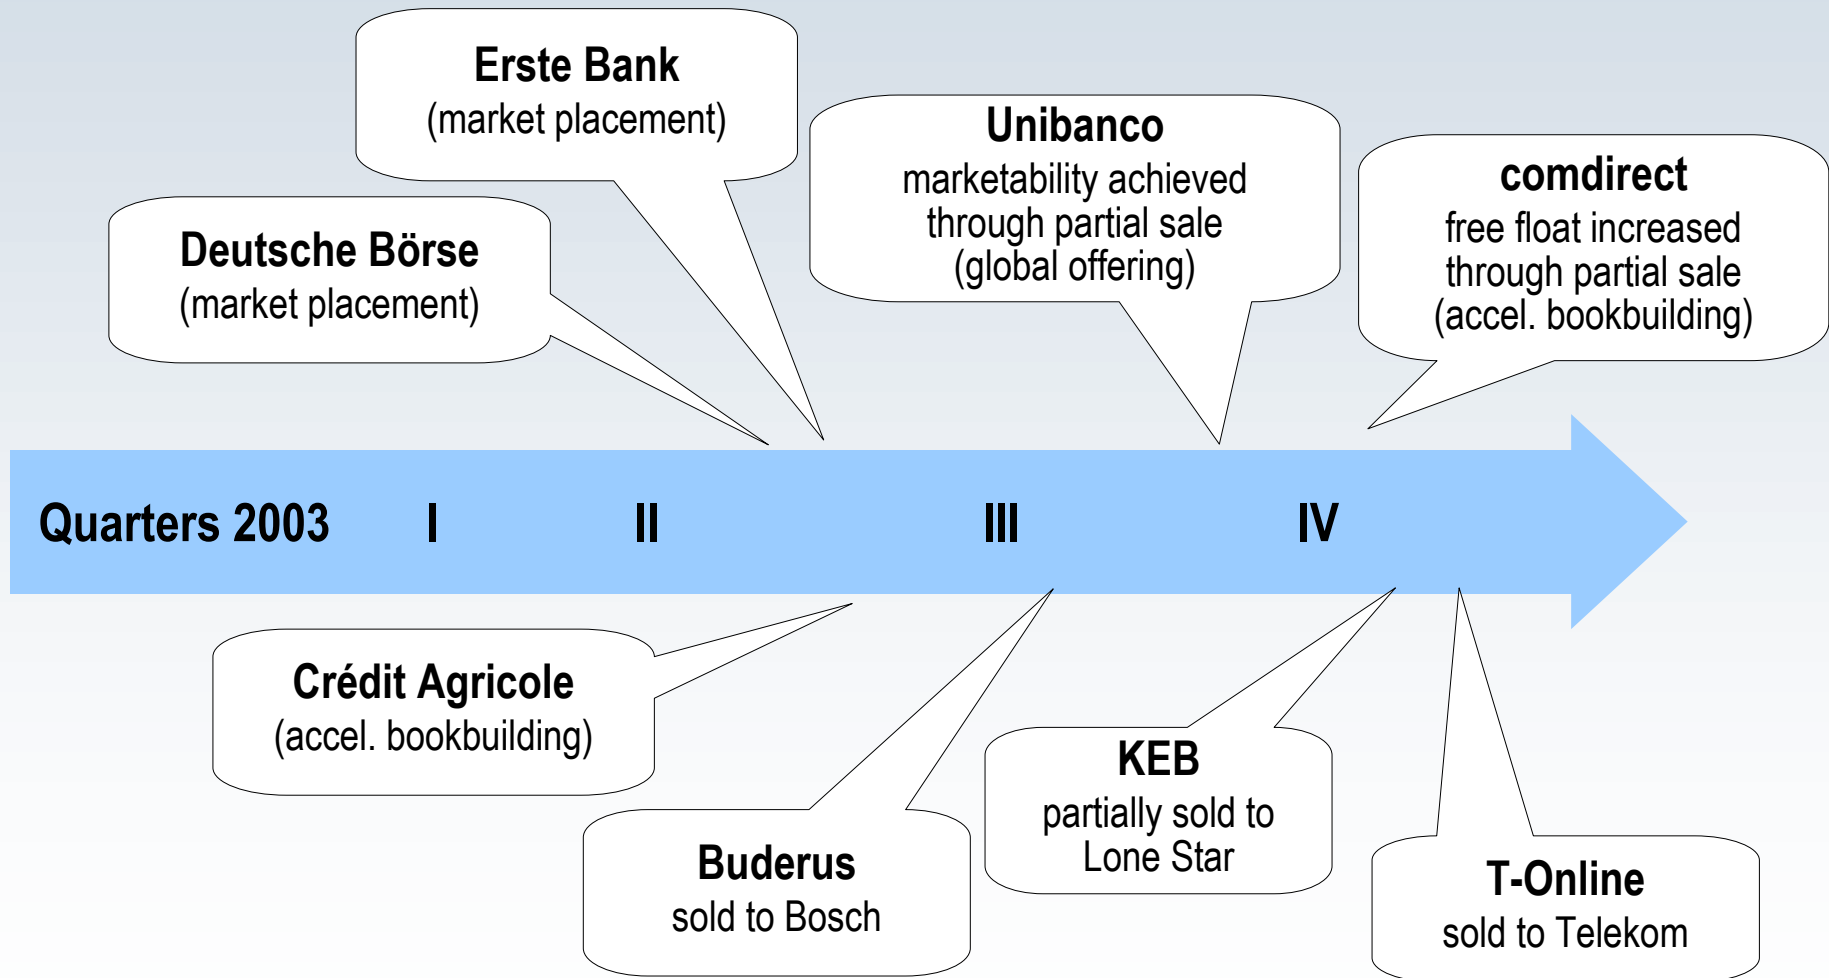 Erste Bank
(market placement)
Unibanco
marketability achieved
through partial sale
(global offering)
comdirect
free float increased
through partial sale
(accel. bookbuilding)
Deutsche Börse
(market placement)
Quarters 2003 I II III IV
Crédit Agricole
(accel. bookbuilding)
Buderus
sold to Bosch
KEB
partially sold to
Lone Star
T-Online
sold to Telekom